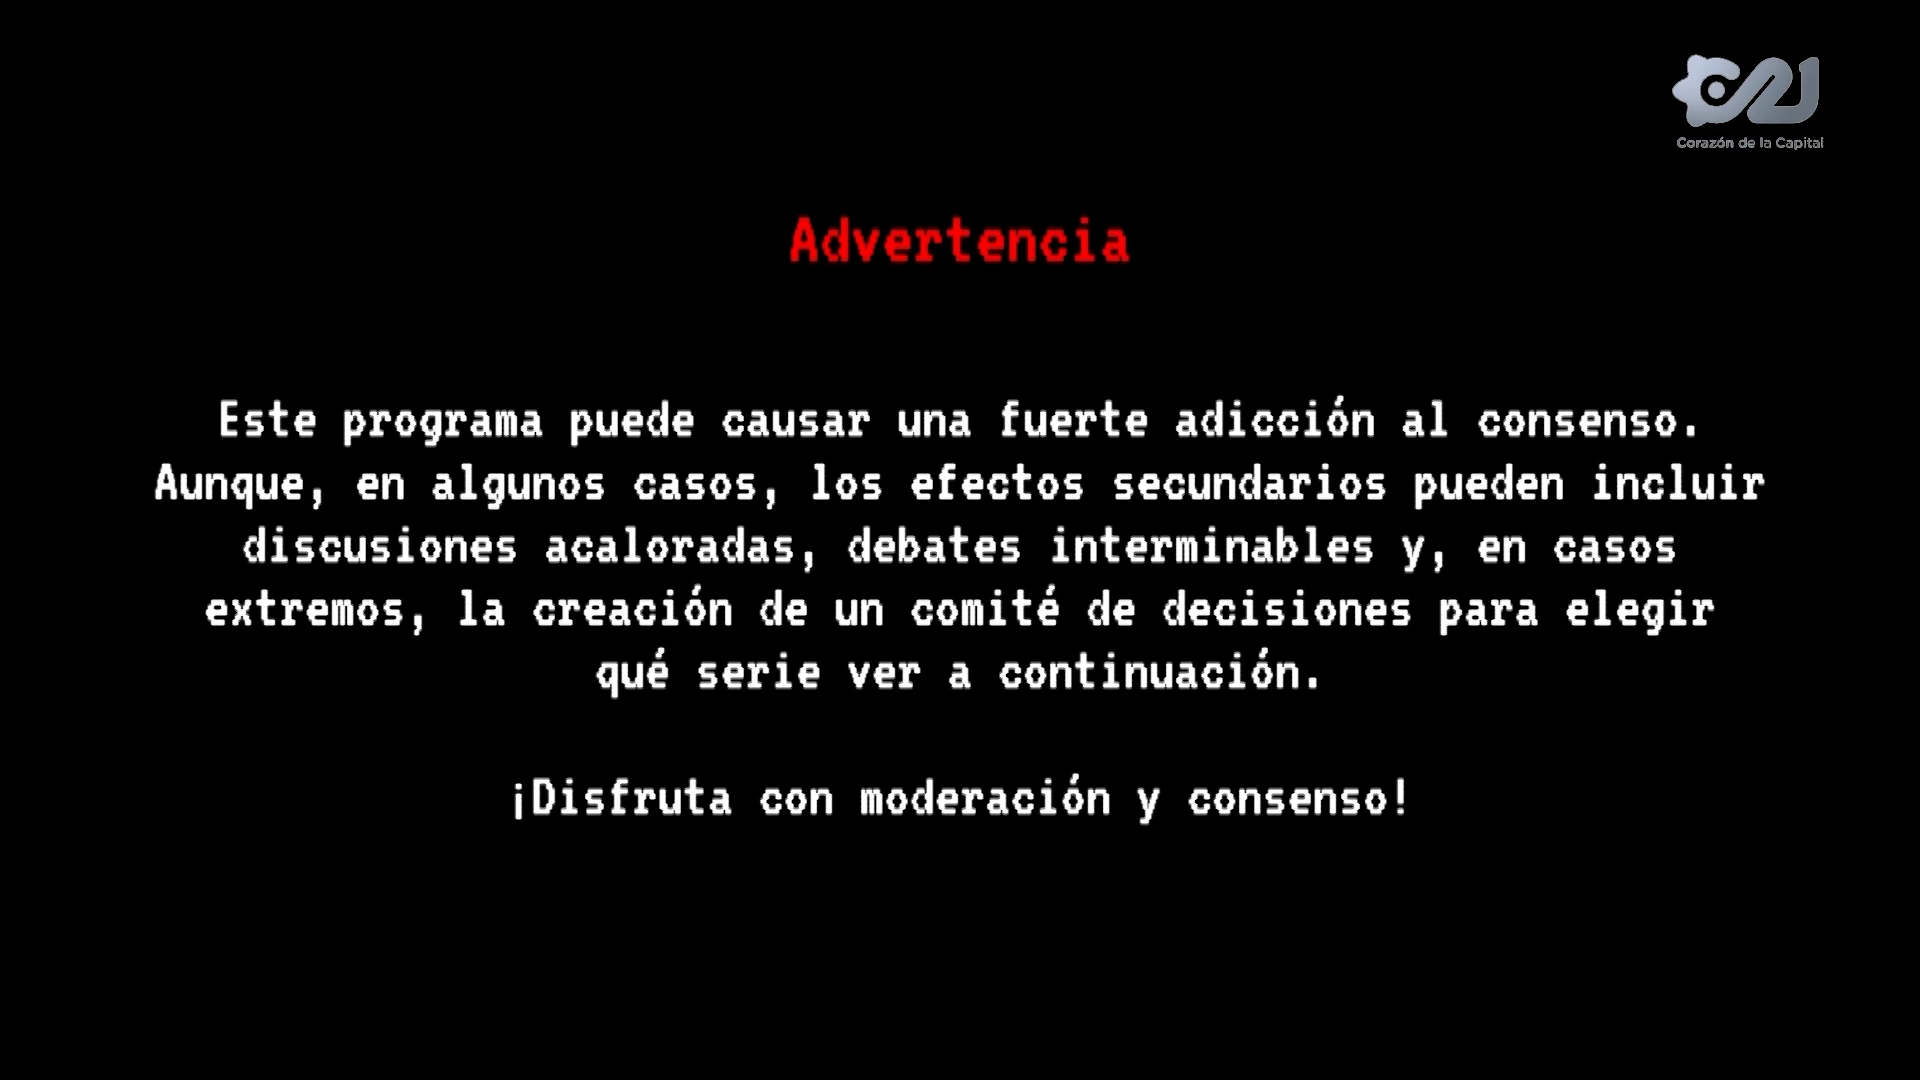 C21
Corazón de la Capital
Advertencia
Este programa puede causar una fuerte adicción al consenso.
Aunque, en algunos casos, los efectos secundarios pueden incluir
discusiones acaloradas, debates interminables y, en casos
extremos, la creación de un comité de decisiones para elegir
qué serie ver a continuación.
¡Disfruta con moderación y consenso!